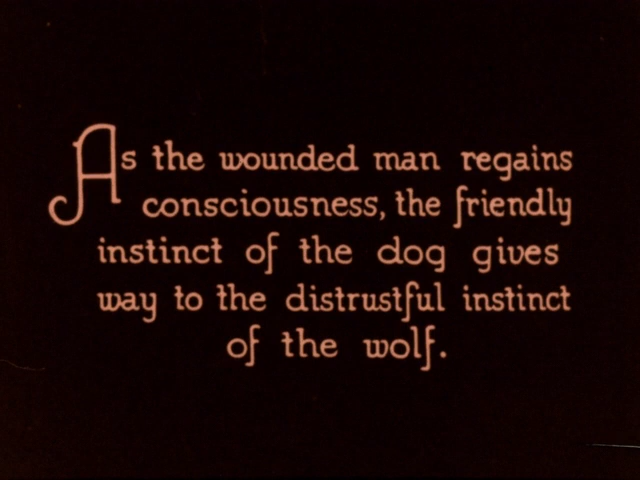 As the wounded man regains
consciousness, the friendly
instinct of the dog gives
way to the distrustful instinct
of the wolf.